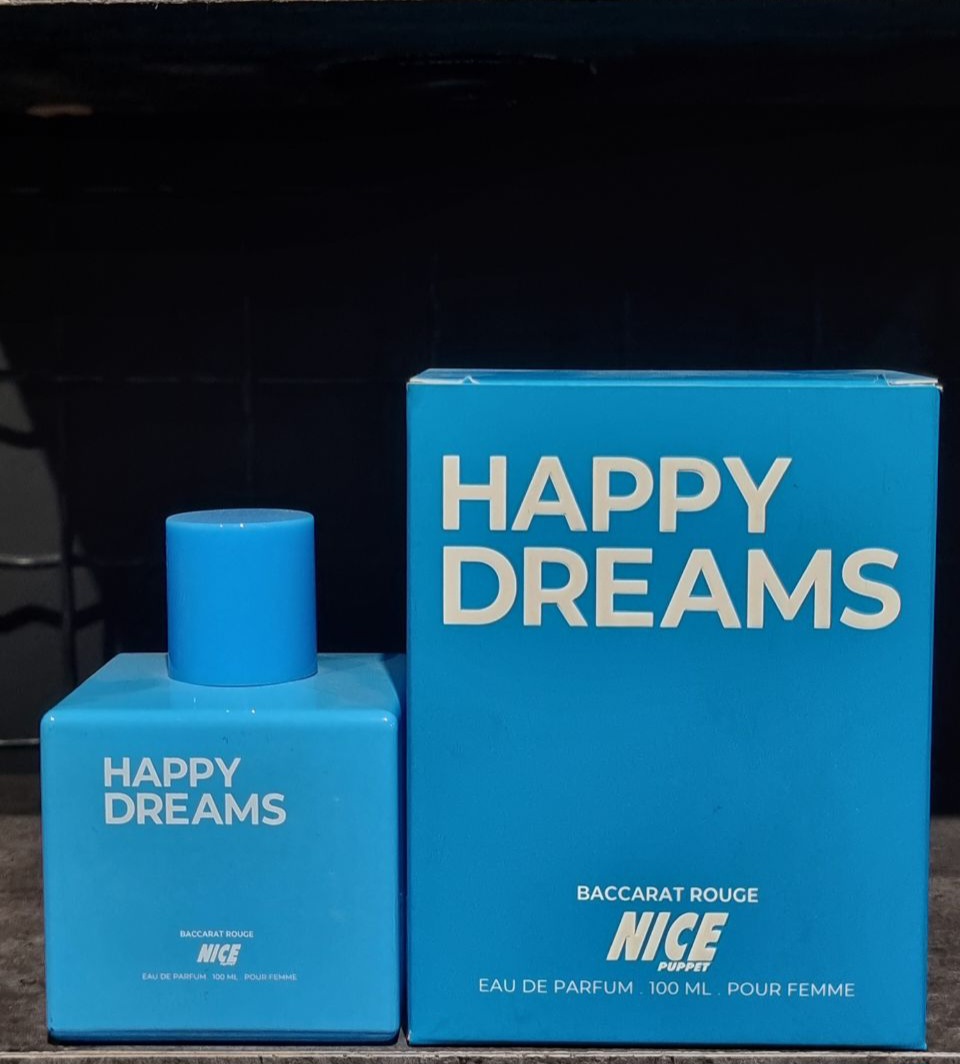 HAPPY
DREAMS
BACCARAT ROUGE
NICE
PUPPET
EAU DE PARFUM . 100 ML . POUR FEMME
HAPPY
DREAMS
BACCARAT ROUGE
NICE
EAU DE PARFUM . 100 ML . POUR FEMME